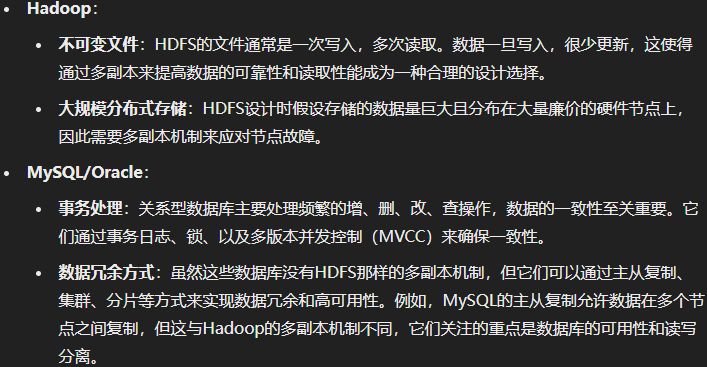 Hadoop：
不可变文件：HDFS的文件通常是一次写入，多次读取。数据一旦写入，很少更新，这使得
通过多副本来提高数据的可靠性和读取性能成为一种合理的设计选择。
大规模分布式存储：HDFS设计时假设存储的数据量巨大且分布在大量廉价的硬件节点上，
因此需要多副本机制来应对节点故障。
MySQL/Oracle：
事务处理：关系型数据库主要处理频繁的增、删、改、查操作，数据的一致性至关重要。它
们通过事务日志、锁、以及多版本并发控制（MVCC）来确保一致性。
数据冗余方式：虽然这些数据库没有HDFS那样的多副本机制，但它们可以通过主从复制、
集群、分片等方式来实现数据冗余和高可用性。例如，MySQL的主从复制允许数据在多个节
点之间复制，但这与Hadoop的多副本机制不同，它们关注的重点是数据库的可用性和读写
分离。